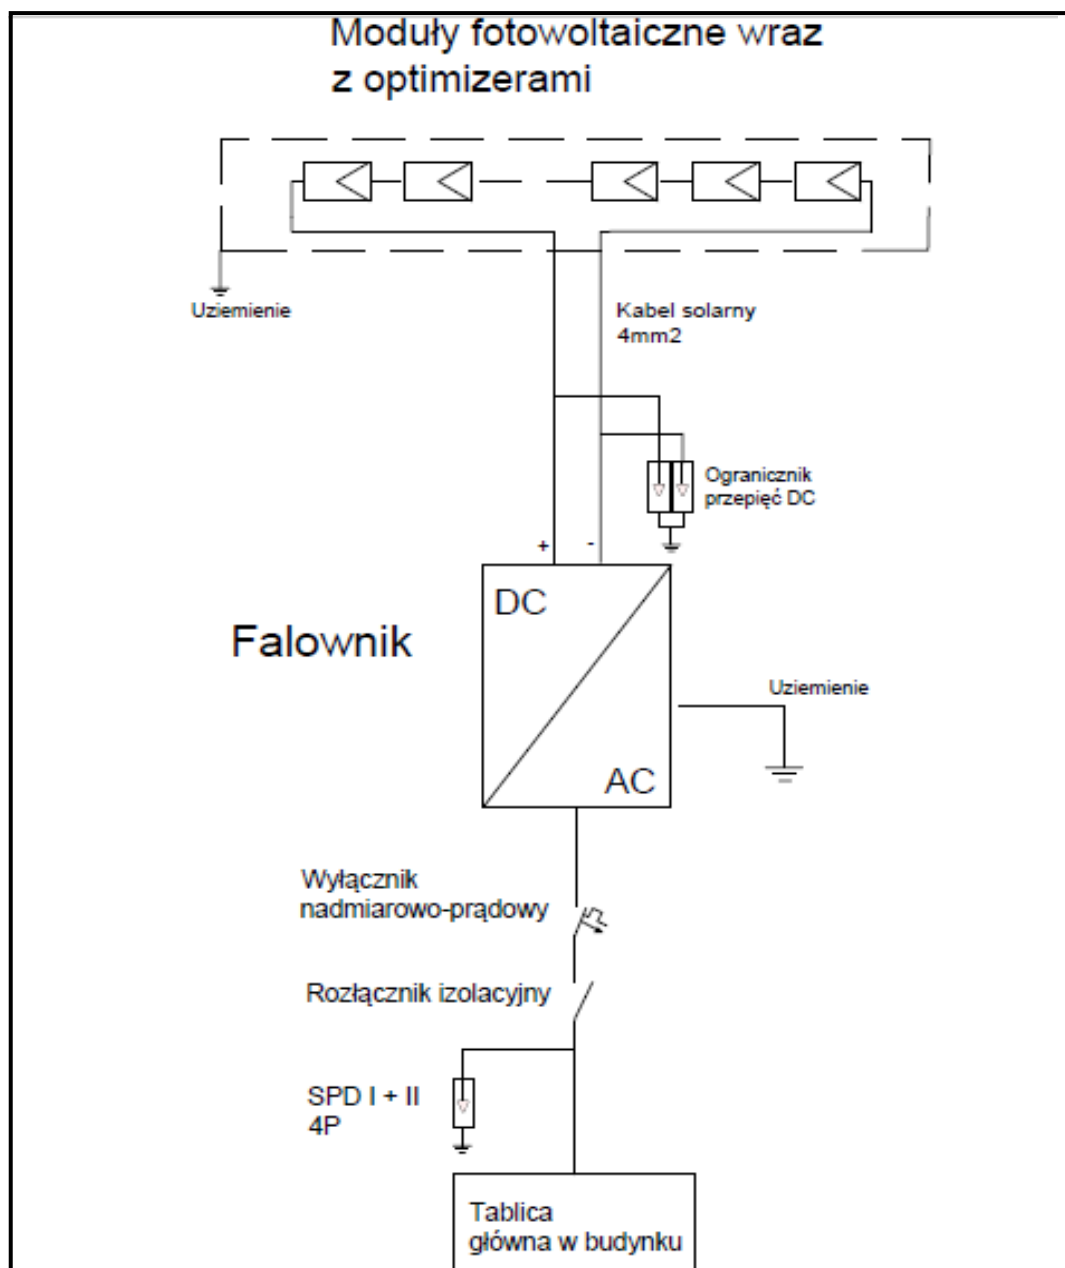 Moduły fotowoltaiczne wraz
z optimizerami
Uziemienie
Kabel solarny
4mm2
Ogranicznik
przepięć DC
+ -
DC
Falownik
Uziemienie
AC
Wyłącznik
nadmiarowo-prądowy
Rozłącznik izolacyjny
SPD I + II
4P
Tablica
główna w budynku